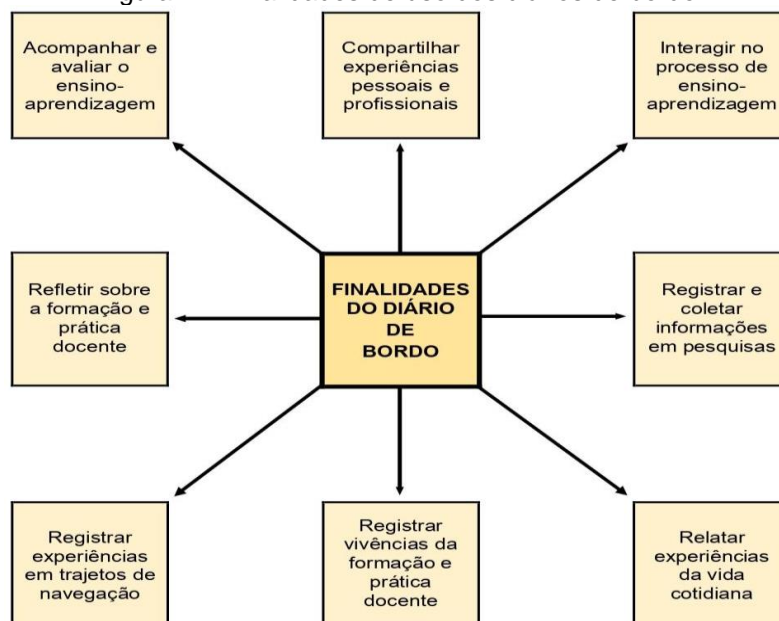 Acompanhar e
avaliar o
ensino-
aprendizagem
Compartilhar
experiências
pessoais e
profissionais
Interagir no
processo de
ensino-
aprendizagem
Refletir sobre
a formação e
prática
docente
FINALIDADES
DO DIÁRIO
DE
BORDO
Registrar e
coletar
informações
em pesquisas
Registrar
experiências
em trajetos de
navegação
Registrar
vivências da
formação e
prática
docente
Relatar
experiências
da vida
cotidiana